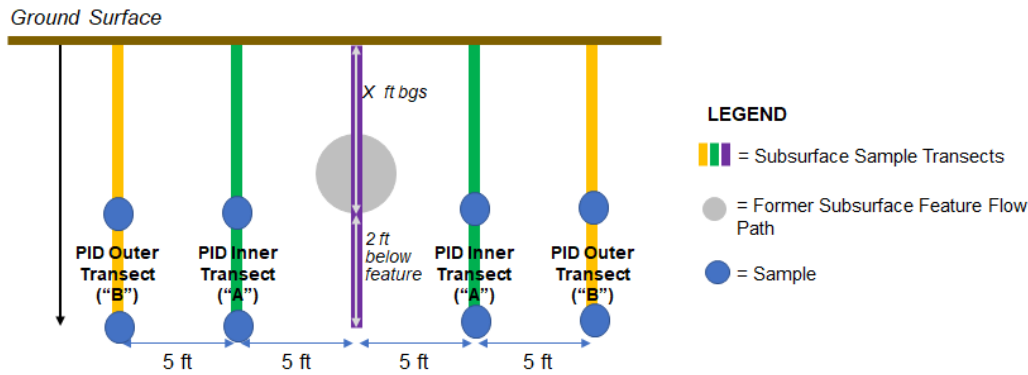 Ground Surface
X ft bgs
2 ft
below
feature
PID Outer
Transect
("B")
PID Inner
Transect
("A")
PID Inner
Transect
("A")
PID Outer
Transect
("B")
5 ft
5 ft
5 ft
5 ft
LEGEND
= Subsurface Sample Transects
= Former Subsurface Feature Flow
Path
= Sample